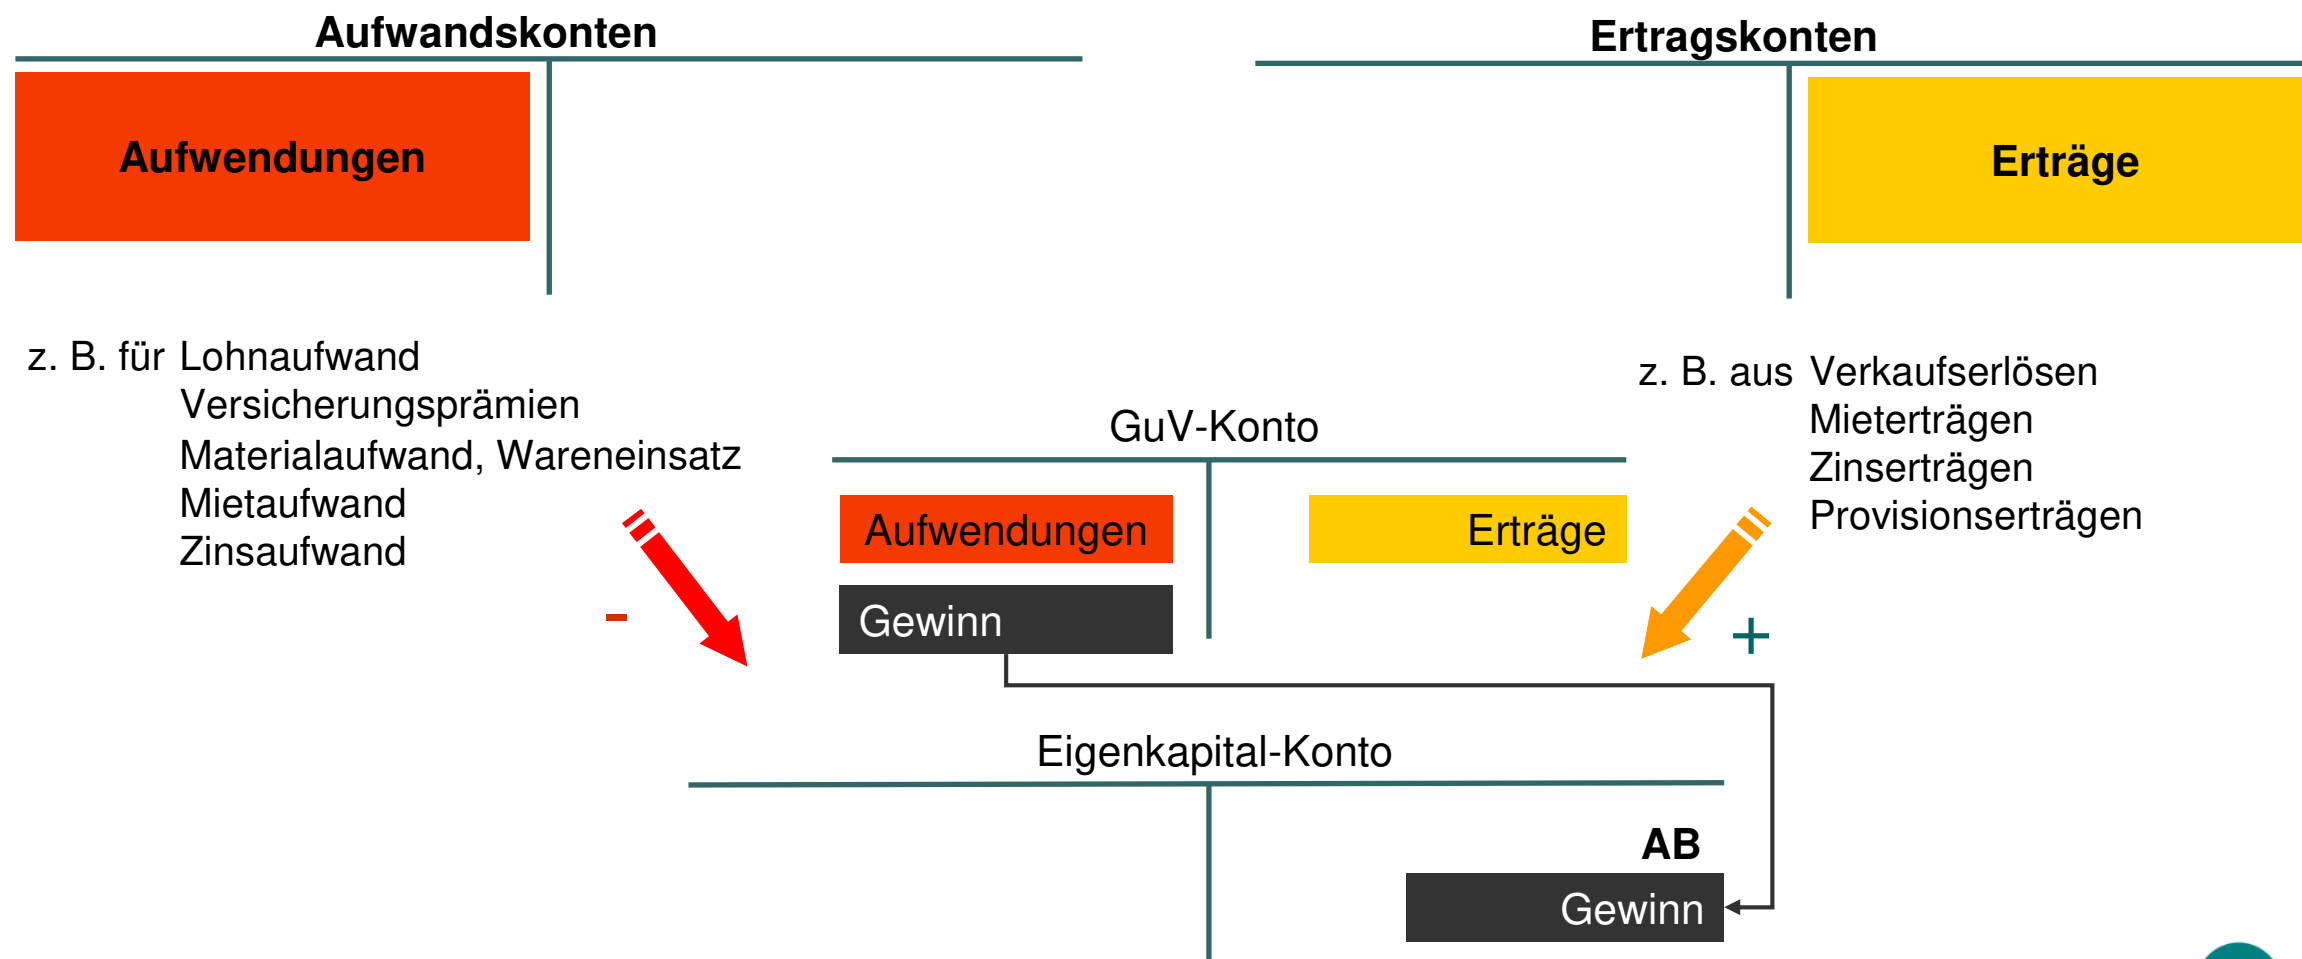 Aufwandskonten
Ertragskonten
Aufwendungen
Erträge
z. B. für Lohnaufwand
Versicherungsprämien
Materialaufwand, Wareneinsatz
Mietaufwand
Zinsaufwand
-
z. B. aus Verkaufserlösen
Mieterträgen
Zinserträgen
Provisionserträgen
+
GuV-Konto
Aufwendungen
Erträge
Gewinn
Eigenkapital-Konto
AB
Gewinn